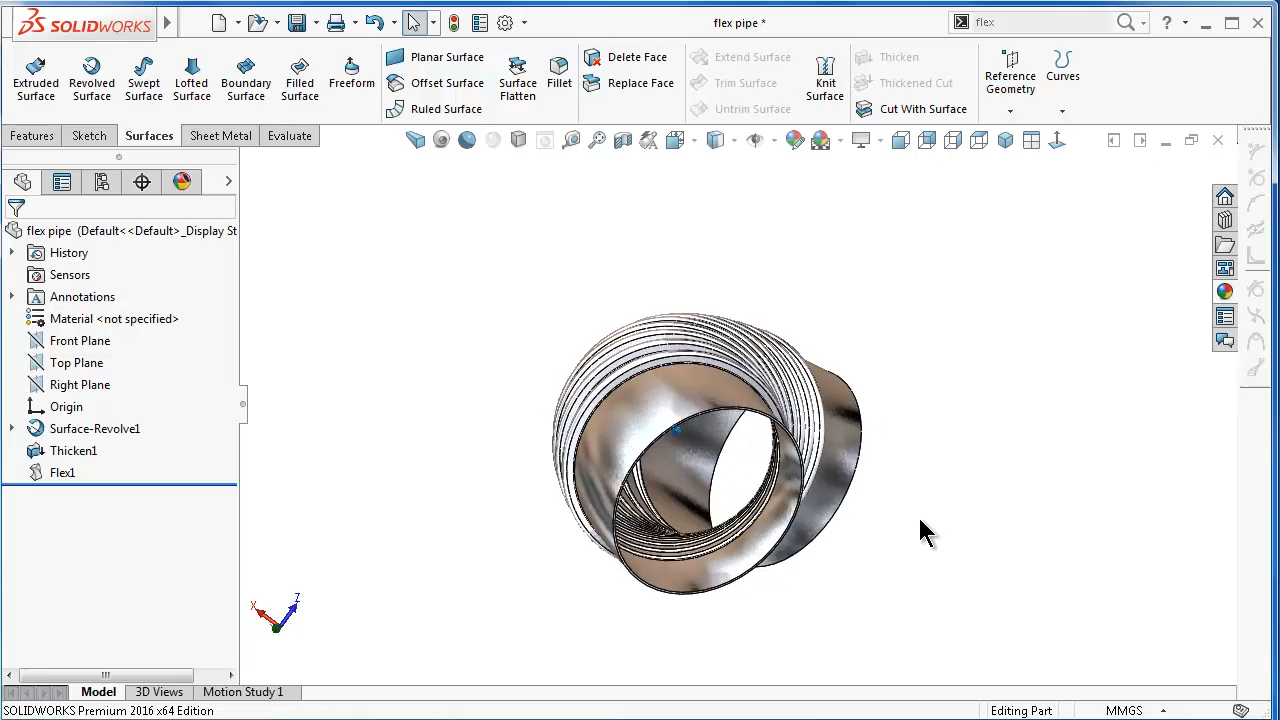 SOLIDWORKS
flex pipe *
flex
?
Extruded Surface
Revolved Surface
Swept Surface
Lofted Surface
Boundary Surface
Filled Surface
Freeform
Planar Surface
Offset Surface
Ruled Surface
Surface Flatten
Fillet
Delete Face
Replace Face
Extend Surface
Trim Surface
Untrim Surface
Knit Surface
Thicken
Thickened Cut
Cut With Surface
Reference Geometry
Curves
Features
Sketch
Surfaces
Sheet Metal
Evaluate
flex pipe (Default<<Default>_Display St
History
Sensors
Annotations
Material <not specified>
Front Plane
Top Plane
Right Plane
Origin
Surface-Revolve1
Thicken1
Flex1
X
Z
Model
3D Views
Motion Study 1
SOLIDWORKS Premium 2016 x64 Edition
Editing Part
MMGS